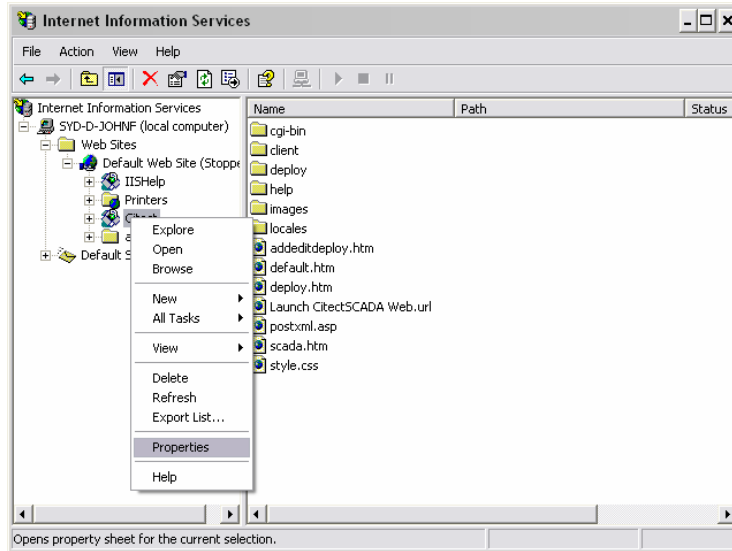 Internet Information Services
File Action View Help
Internet Information Services
SYD-D-JOHNF (local computer)
Web Sites
Default Web Site (Stoppe
IISHelp
Printers
Default S
Explore
Open
Browse
New
All Tasks
View
Delete
Refresh
Export List...
Properties
Help
Name Path Status
cgi-bin
client
deploy
help
images
locales
addeditdeploy.htm
default.htm
deploy.htm
Launch CitectSCADA Web.url
postxml.asp
scada.htm
style.css
Opens property sheet for the current selection.